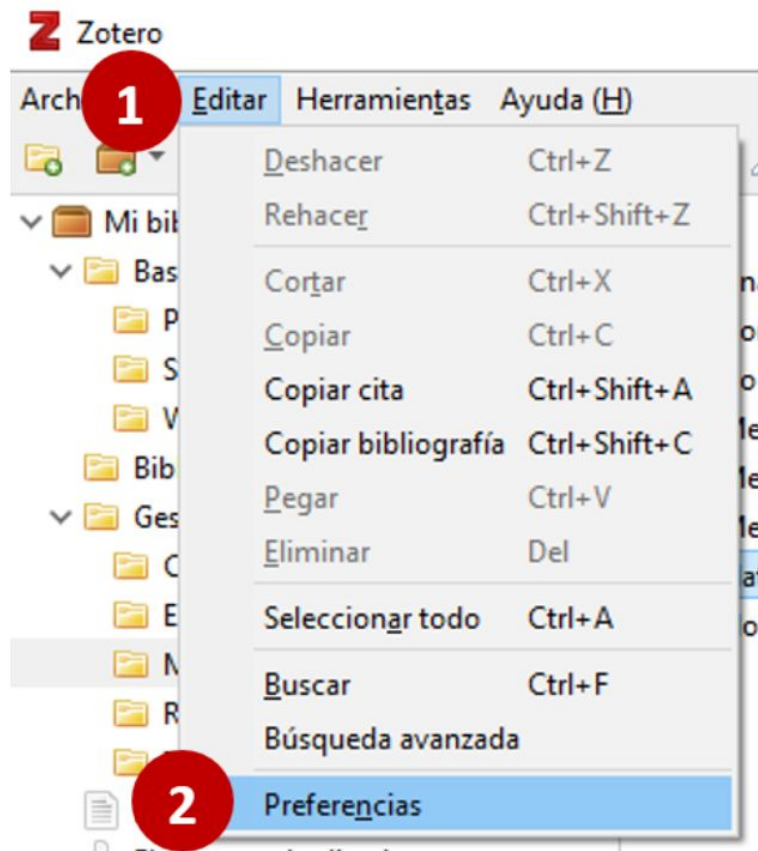 Zotero
Arch 1 Editar Herramientas Ayuda (H)
Deshacer Ctrl+Z
Rehacer Ctrl+Shift+Z
Mi bib
Bas
Cortar Ctrl+X
P
Copiar Ctrl+C
S
Copiar cita Ctrl+Shift+A
Copiar bibliografía Ctrl+Shift+C
Bib
Pegar Ctrl+V
Ges
Eliminar Del
C
E
Seleccionar todo Ctrl+A
M
Buscar Ctrl+F
R
Búsqueda avanzada
2 Preferencias